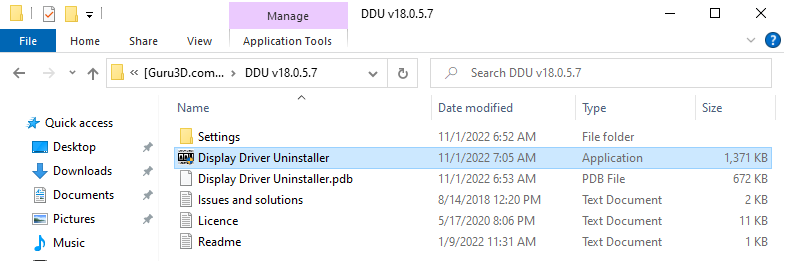 Manage DDU v18.0.5.7
File Home Share View Application Tools
« [Guru3D.com... > DDU v18.0.5.7 Search DDU v18.0.5.7
Name Date modified Type Size
Quick access
Settings 11/1/2022 6:52 AM File folder
Desktop Display Driver Uninstaller 11/1/2022 7:05 AM Application 1,371 KB
Downloads Display Driver Uninstaller.pdb 11/1/2022 6:53 AM PDB File 672 KB
Documents Issues and solutions 8/14/2018 12:20 PM Text Document 2 KB
Pictures Licence 5/17/2020 8:06 PM Text Document 11 KB
Music Readme 1/9/2022 11:31 AM Text Document 1 KB